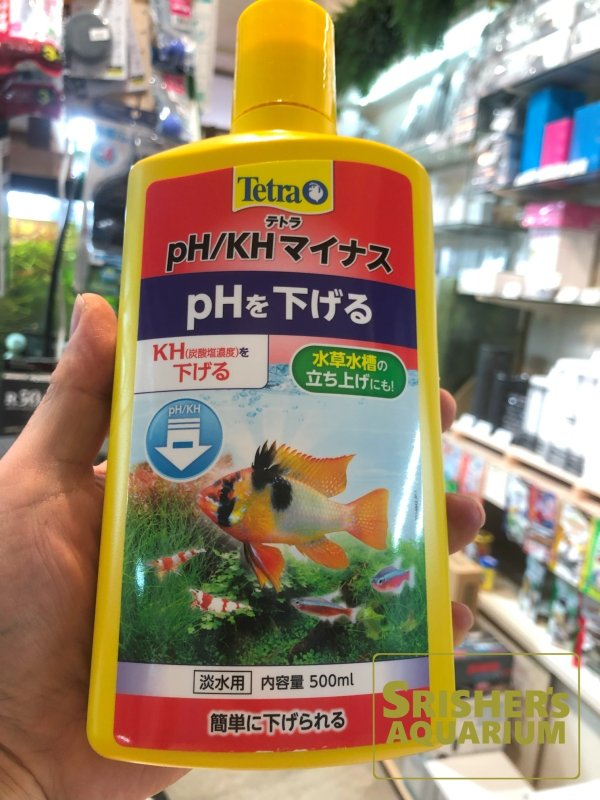 Tetra
テトラ
pH/KHマイナス
pHを下げる
KH(炭酸塩濃度)を
下げる
水草水槽の
立ち上げにも!
pH/KH
淡水用 内容量 500ml
簡単に下げられる
SRISHER'S
AQUARIUM